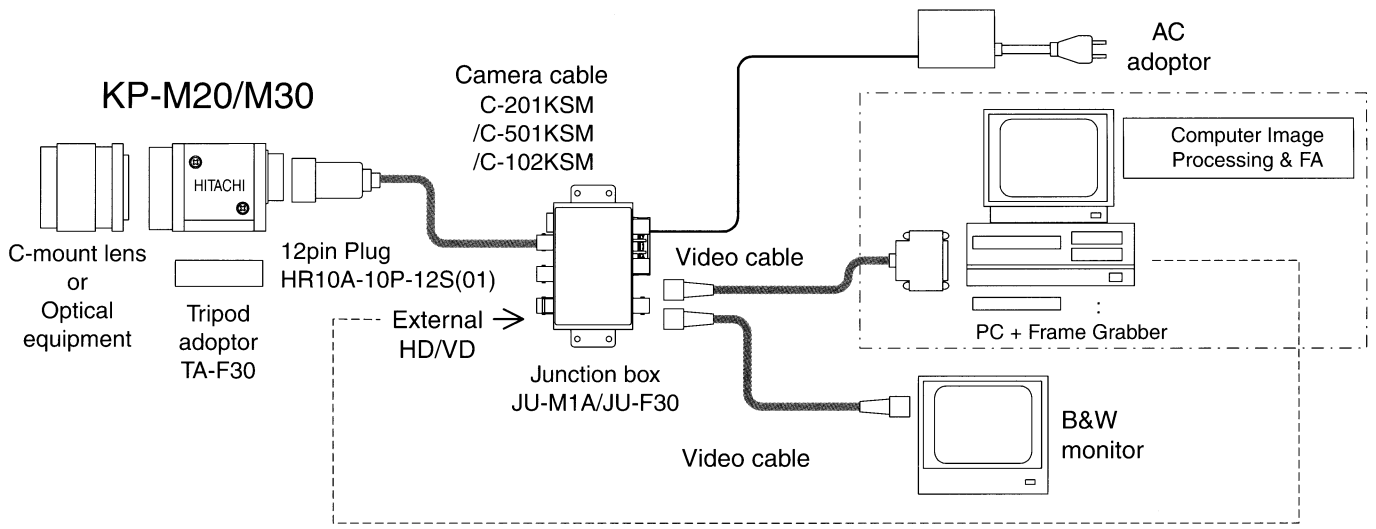 KP-M20/M30
HITACHI
C-mount lens
or
Optical
equipment
Tripod
adoptor
TA-F30
12pin Plug
HR10A-10P-12S(01)
Camera cable
C-201KSM
/C-501KSM
/C-102KSM
External
HD/VD
Junction box
JU-M1A/JU-F30
Video cable
Video cable
AC
adoptor
Computer Image
Processing & FA
PC + Frame Grabber
B&W
monitor